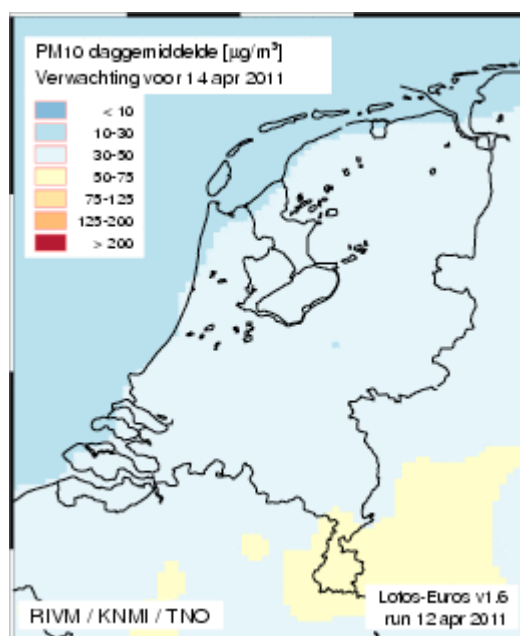 PM10 daggemiddelde [µg/m³]
Verwachting voor 14 apr 2011
< 10
10-30
30-50
50-75
75-125
125-200
> 200
RIVM / KNMI / TNO
Lotos-Euros v1.6
run 12 apr 2011